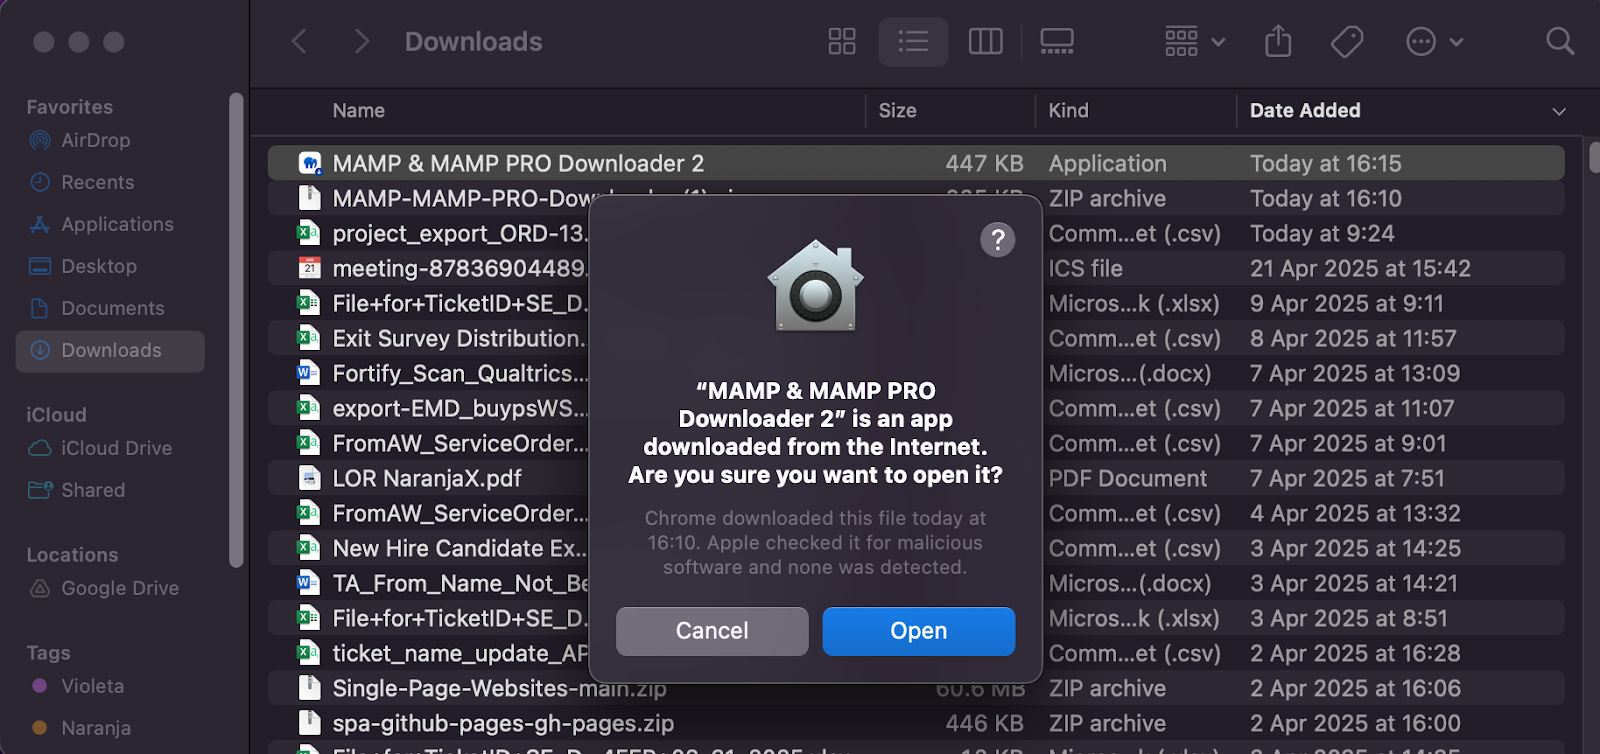 Downloads
Favorites
AirDrop
Recents
Applications
Desktop
Documents
Downloads
iCloud
iCloud Drive
Shared
Locations
Google Drive
Tags
Violeta
Naranja
Name Size Kind Date Added
MAMP & MAMP PRO Downloader 2 447 KB Application Today at 16:15
MAMP-MAMP-PRO-Dow ZIP archive Today at 16:10
project_export_ORD-13. Comm...et (.csv) Today at 9:24
meeting-87836904489. ICS file 21 Apr 2025 at 15:42
File+for+TicketID+SE_D. Micros...k (.xlsx) 9 Apr 2025 at 9:11
Exit Survey Distribution. Comm...et (.csv) 8 Apr 2025 at 11:57
Fortify_Scan_Qualtrics... Micros...(.docx) 7 Apr 2025 at 13:09
export-EMD_buypsWS... Comm...et (.csv) 7 Apr 2025 at 11:07
FromAW_ServiceOrder... Comm...et (.csv) 7 Apr 2025 at 9:01
LOR NaranjaX.pdf PDF Document 7 Apr 2025 at 7:51
FromAW_ServiceOrder... Comm...et (.csv) 4 Apr 2025 at 13:32
New Hire Candidate Ex... Comm...et (.csv) 3 Apr 2025 at 14:25
TA_From_Name_Not_Be Micros...(.docx) 3 Apr 2025 at 14:21
File+for+TicketID+SE_D. Micros...k (.xlsx) 3 Apr 2025 at 8:51
ticket_name_update_AP Comm...et (.csv) 2 Apr 2025 at 16:28
Single-Page-Websites-main.zip 60.6 MB ZIP archive 2 Apr 2025 at 16:06
spa-github-pages-gh-pages.zip 446 KB ZIP archive 2 Apr 2025 at 16:00
?
“MAMP & MAMP PRO
Downloader 2” is an app
downloaded from the Internet.
Are you sure you want to open it?
Chrome downloaded this file today at
16:10. Apple checked it for malicious
software and none was detected.
Cancel Open